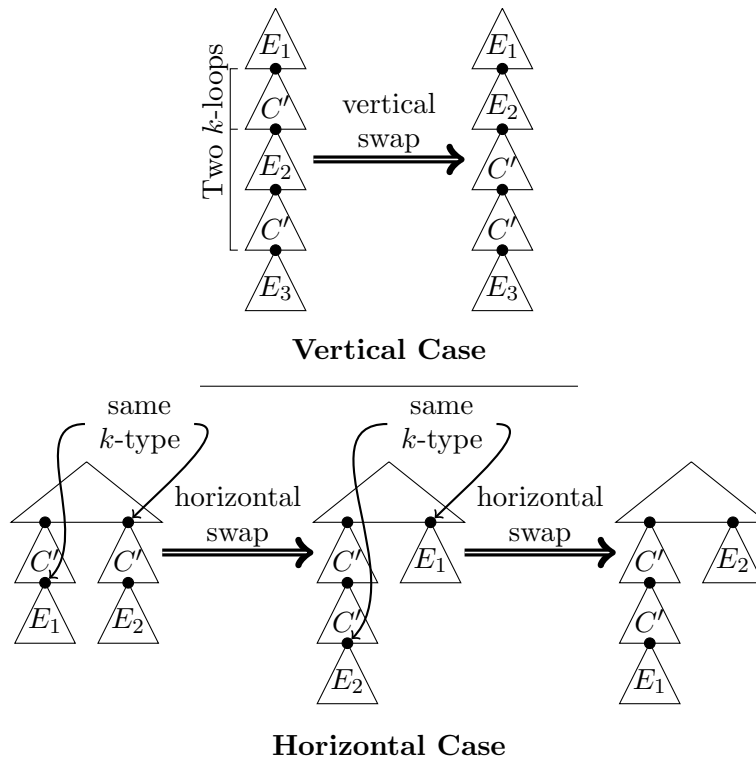 E₁ E₁
C′ E₂
Two k-loops
vertical
swap
E₂ C′
C′ C′
E₃ E₃
Vertical Case
same same
k-type k-type
horizontal horizontal
swap swap
C′ C′ C′ E₁ C′ E₂
E₁ E₂ C′ C′
E₂ E₁
Horizontal Case